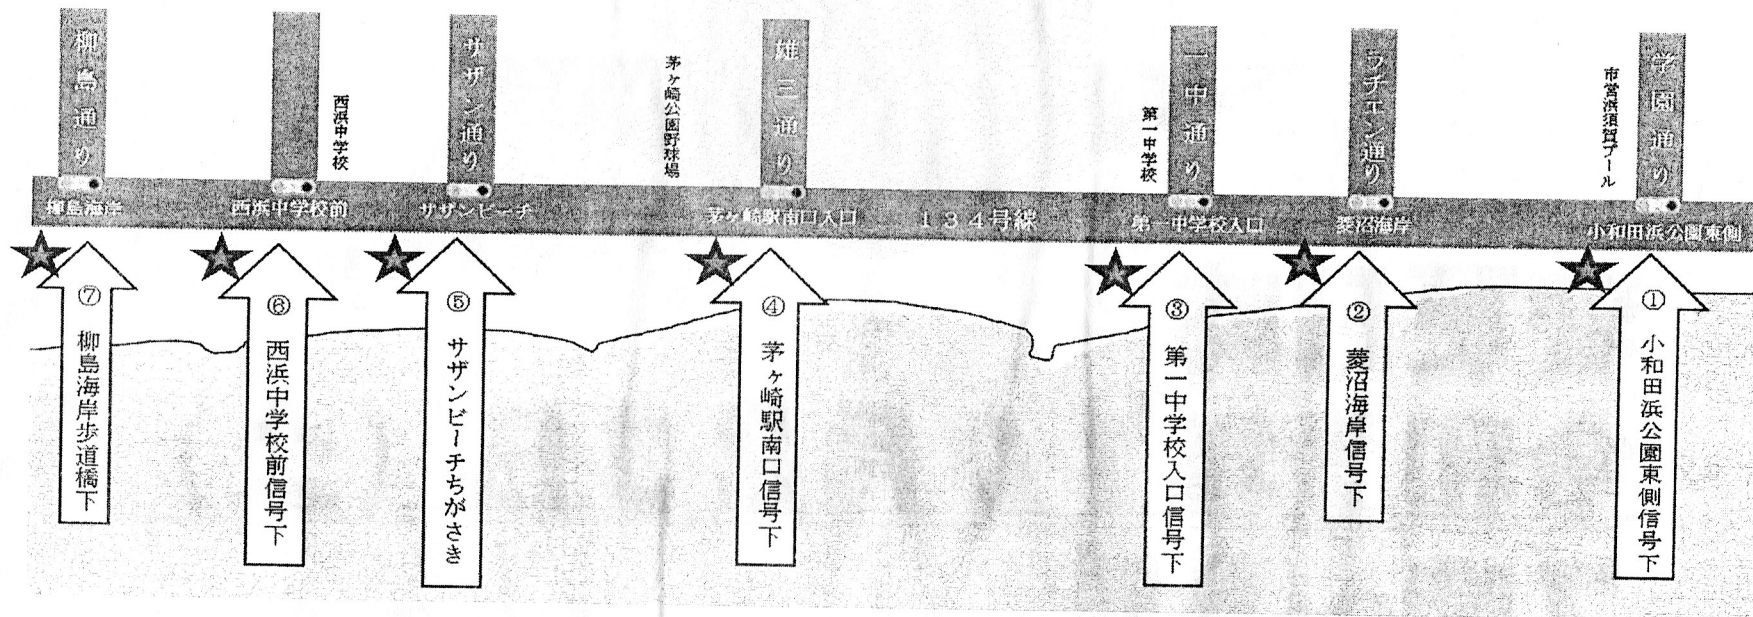 柳島通り
サザン通り
雄三通り
一中通り
ラチエン通り
学園通り
西浜中学校
茅ヶ崎公園野球場
第一中学校
市営浜須賀プール
柳島海岸
西浜中学校前
サザンビーチ
茅ヶ崎駅南口入口
134号線
第一中学校入口
菱沼海岸
小和田浜公園東側
⑦ 柳島海岸歩道橋下
⑥ 西浜中学校前信号下
⑤ サザンビーチちがさき
④ 茅ヶ崎駅南口信号下
③ 第一中学校入口信号下
② 菱沼海岸信号下
① 小和田浜公園東側信号下